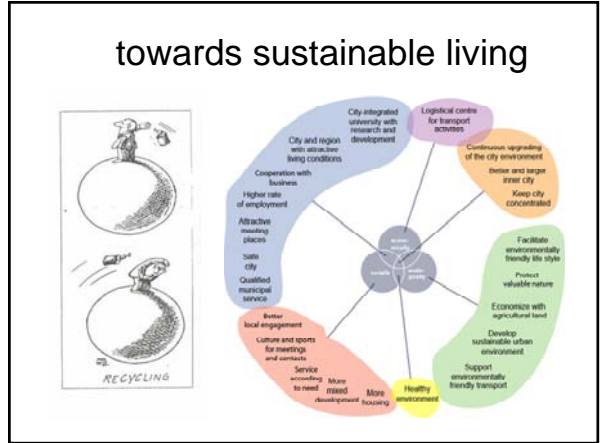 towards sustainable living
RECYCLING
City-integrated
university with
research and
development
City and region
with attractive
living conditions
Cooperation with
business
Higher rate
of employment
Attractive
meeting
places
Safe
city
Qualified
municipal
service
Logistical centre
for transport
activities
Continuous upgrading
of the city environment
Better and larger
inner city
Keep city
concentrated
Facilitate
environmentally
friendly life style
Protect
valuable nature
Economize with
agricultural land
Develop
sustainable urban
environment
Support
environmentally
friendly transport
Healthy
environment
Better
local engagement
Culture and sports
for meetings
and contacts
Service
according
to need
More
mixed
development
More
housing